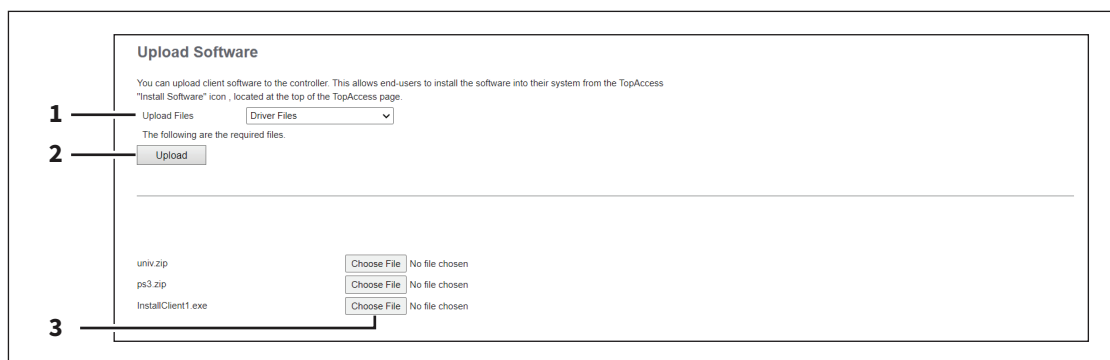 Upload Software
You can upload client software to the controller. This allows end-users to install the software into their system from the TopAccess
"Install Software" icon , located at the top of the TopAccess page.
1 Upload Files Driver Files
The following are the required files.
2 Upload
univ.zip Choose File No file chosen
ps3.zip Choose File No file chosen
InstallClient1.exe Choose File No file chosen
3